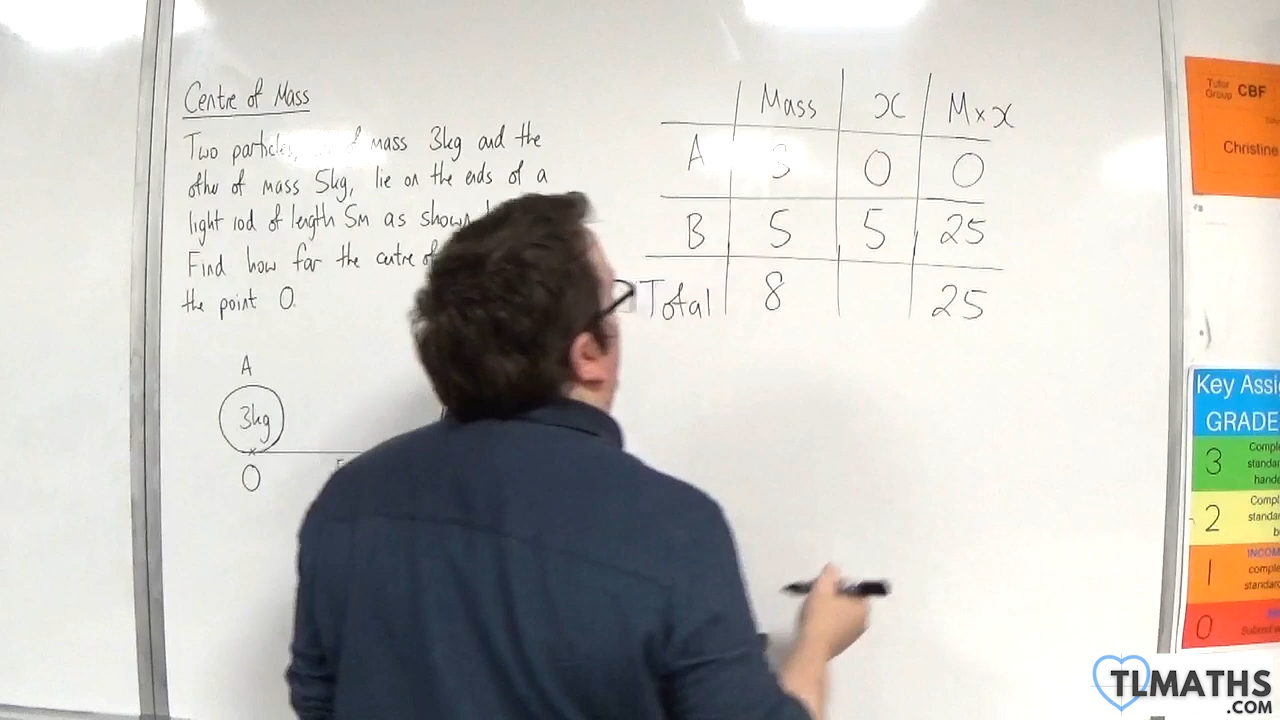 Centre of Mass
Two particles, mass 3kg and the
other of mass 5kg, lie on the ends of a
light rod of length 5m as shown
Find how far the centre of
the point O.
A
3kg
O
Mass x M×x
A 3 0 0
B 5 5 25
Total 8 25
Tutor
Group CBF
Christine
Key Assi
GRADE
3
2
1 INCOM
0
TLMATHS
.COM